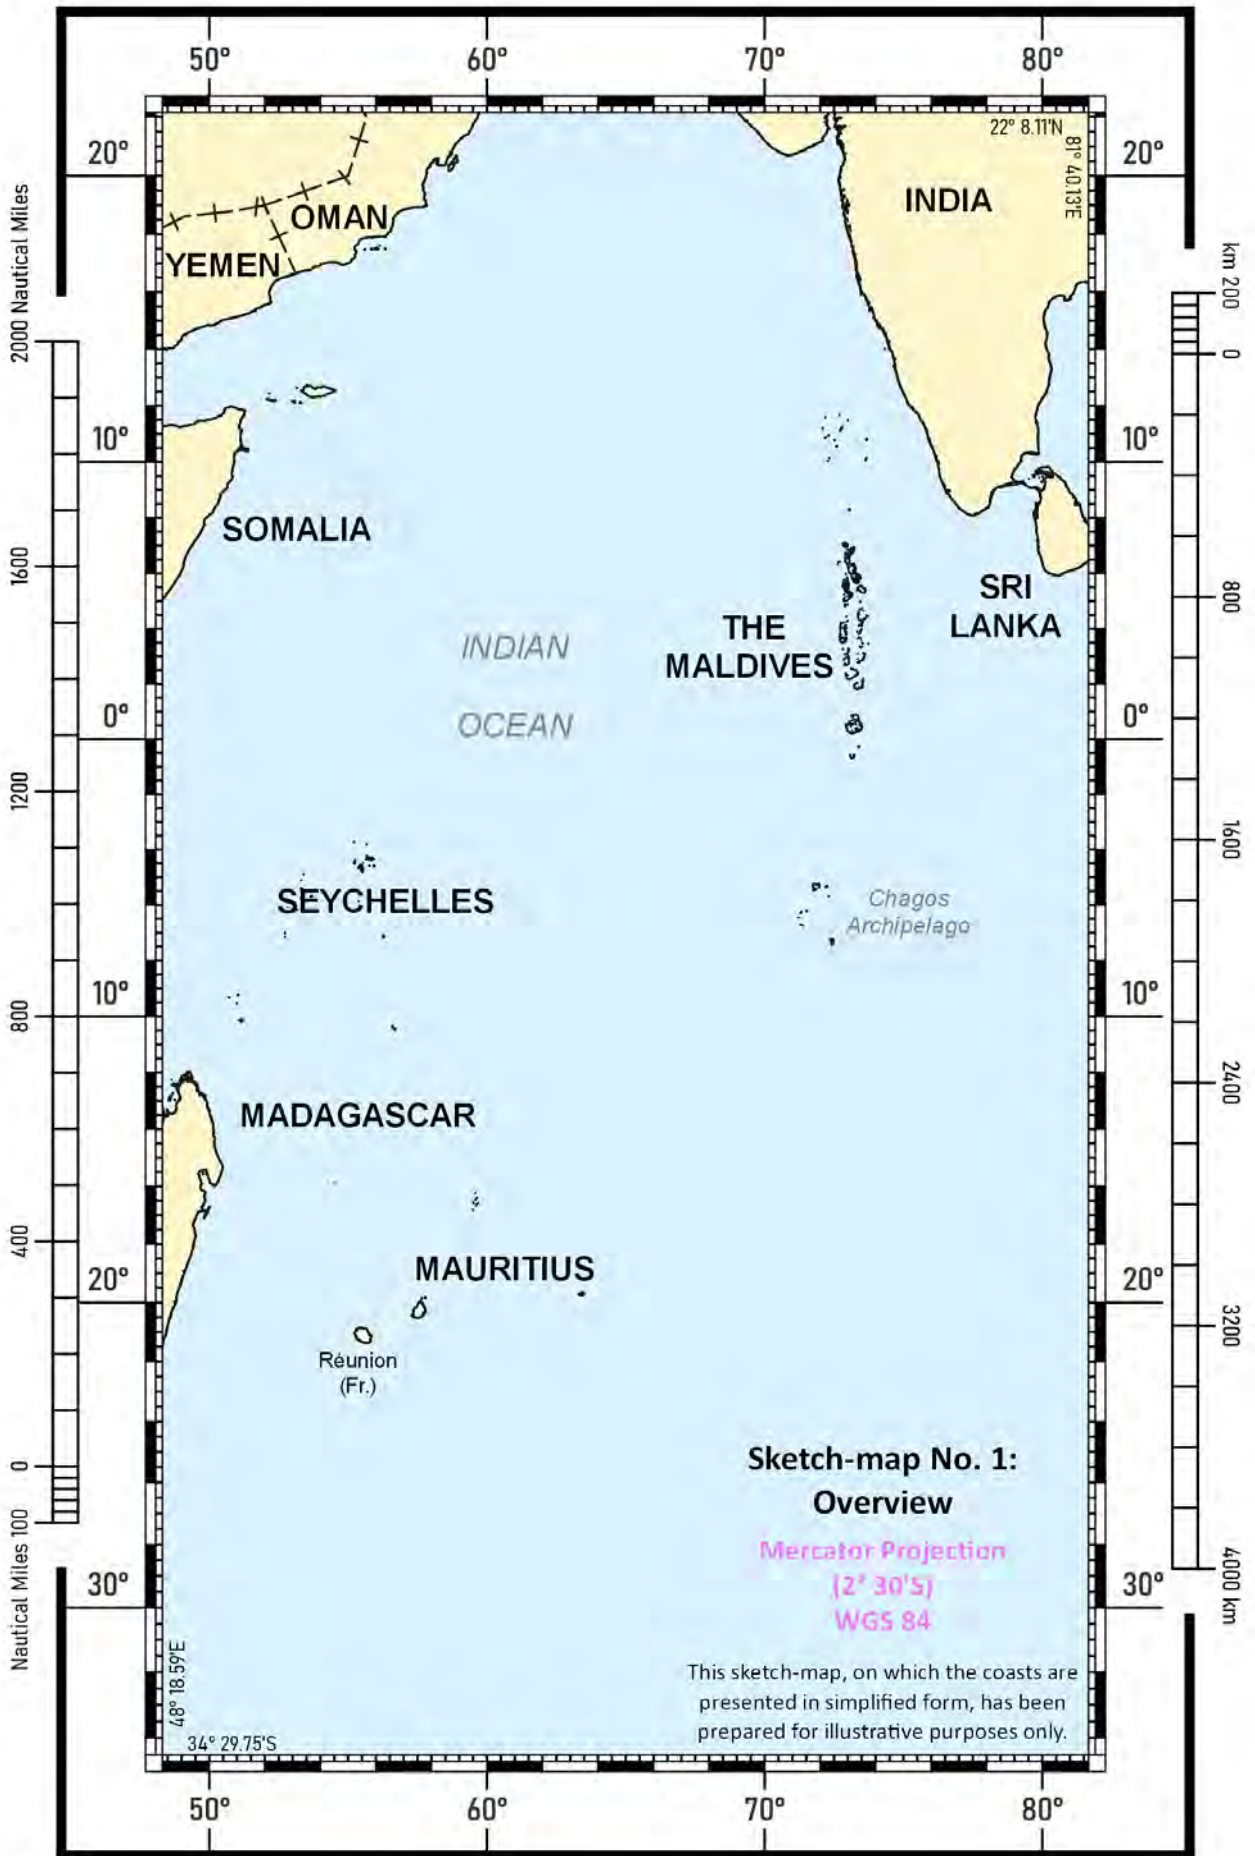 50° 60° 70° 80°
22° 8.11'N
81° 40.13'E
20° 20°
INDIA
OMAN
YEMEN
2000 Nautical Miles
km 200
0
10° 10°
SOMALIA
1600
800
SRI
LANKA
THE
MALDIVES
INDIAN
OCEAN
0° 0°
1200
1600
SEYCHELLES
Chagos
Archipelago
10° 10°
800
2400
MADAGASCAR
400
MAURITIUS
20° 20°
3200
Réunion
(Fr.)
Sketch-map No. 1:
Overview
0
Nautical Miles 100
Mercator Projection
(2° 30'S)
WGS 84
4000 km
30° 30°
This sketch-map, on which the coasts are
presented in simplified form, has been
prepared for illustrative purposes only.
48° 18.59'E
34° 29.75'S
50° 60° 70° 80°